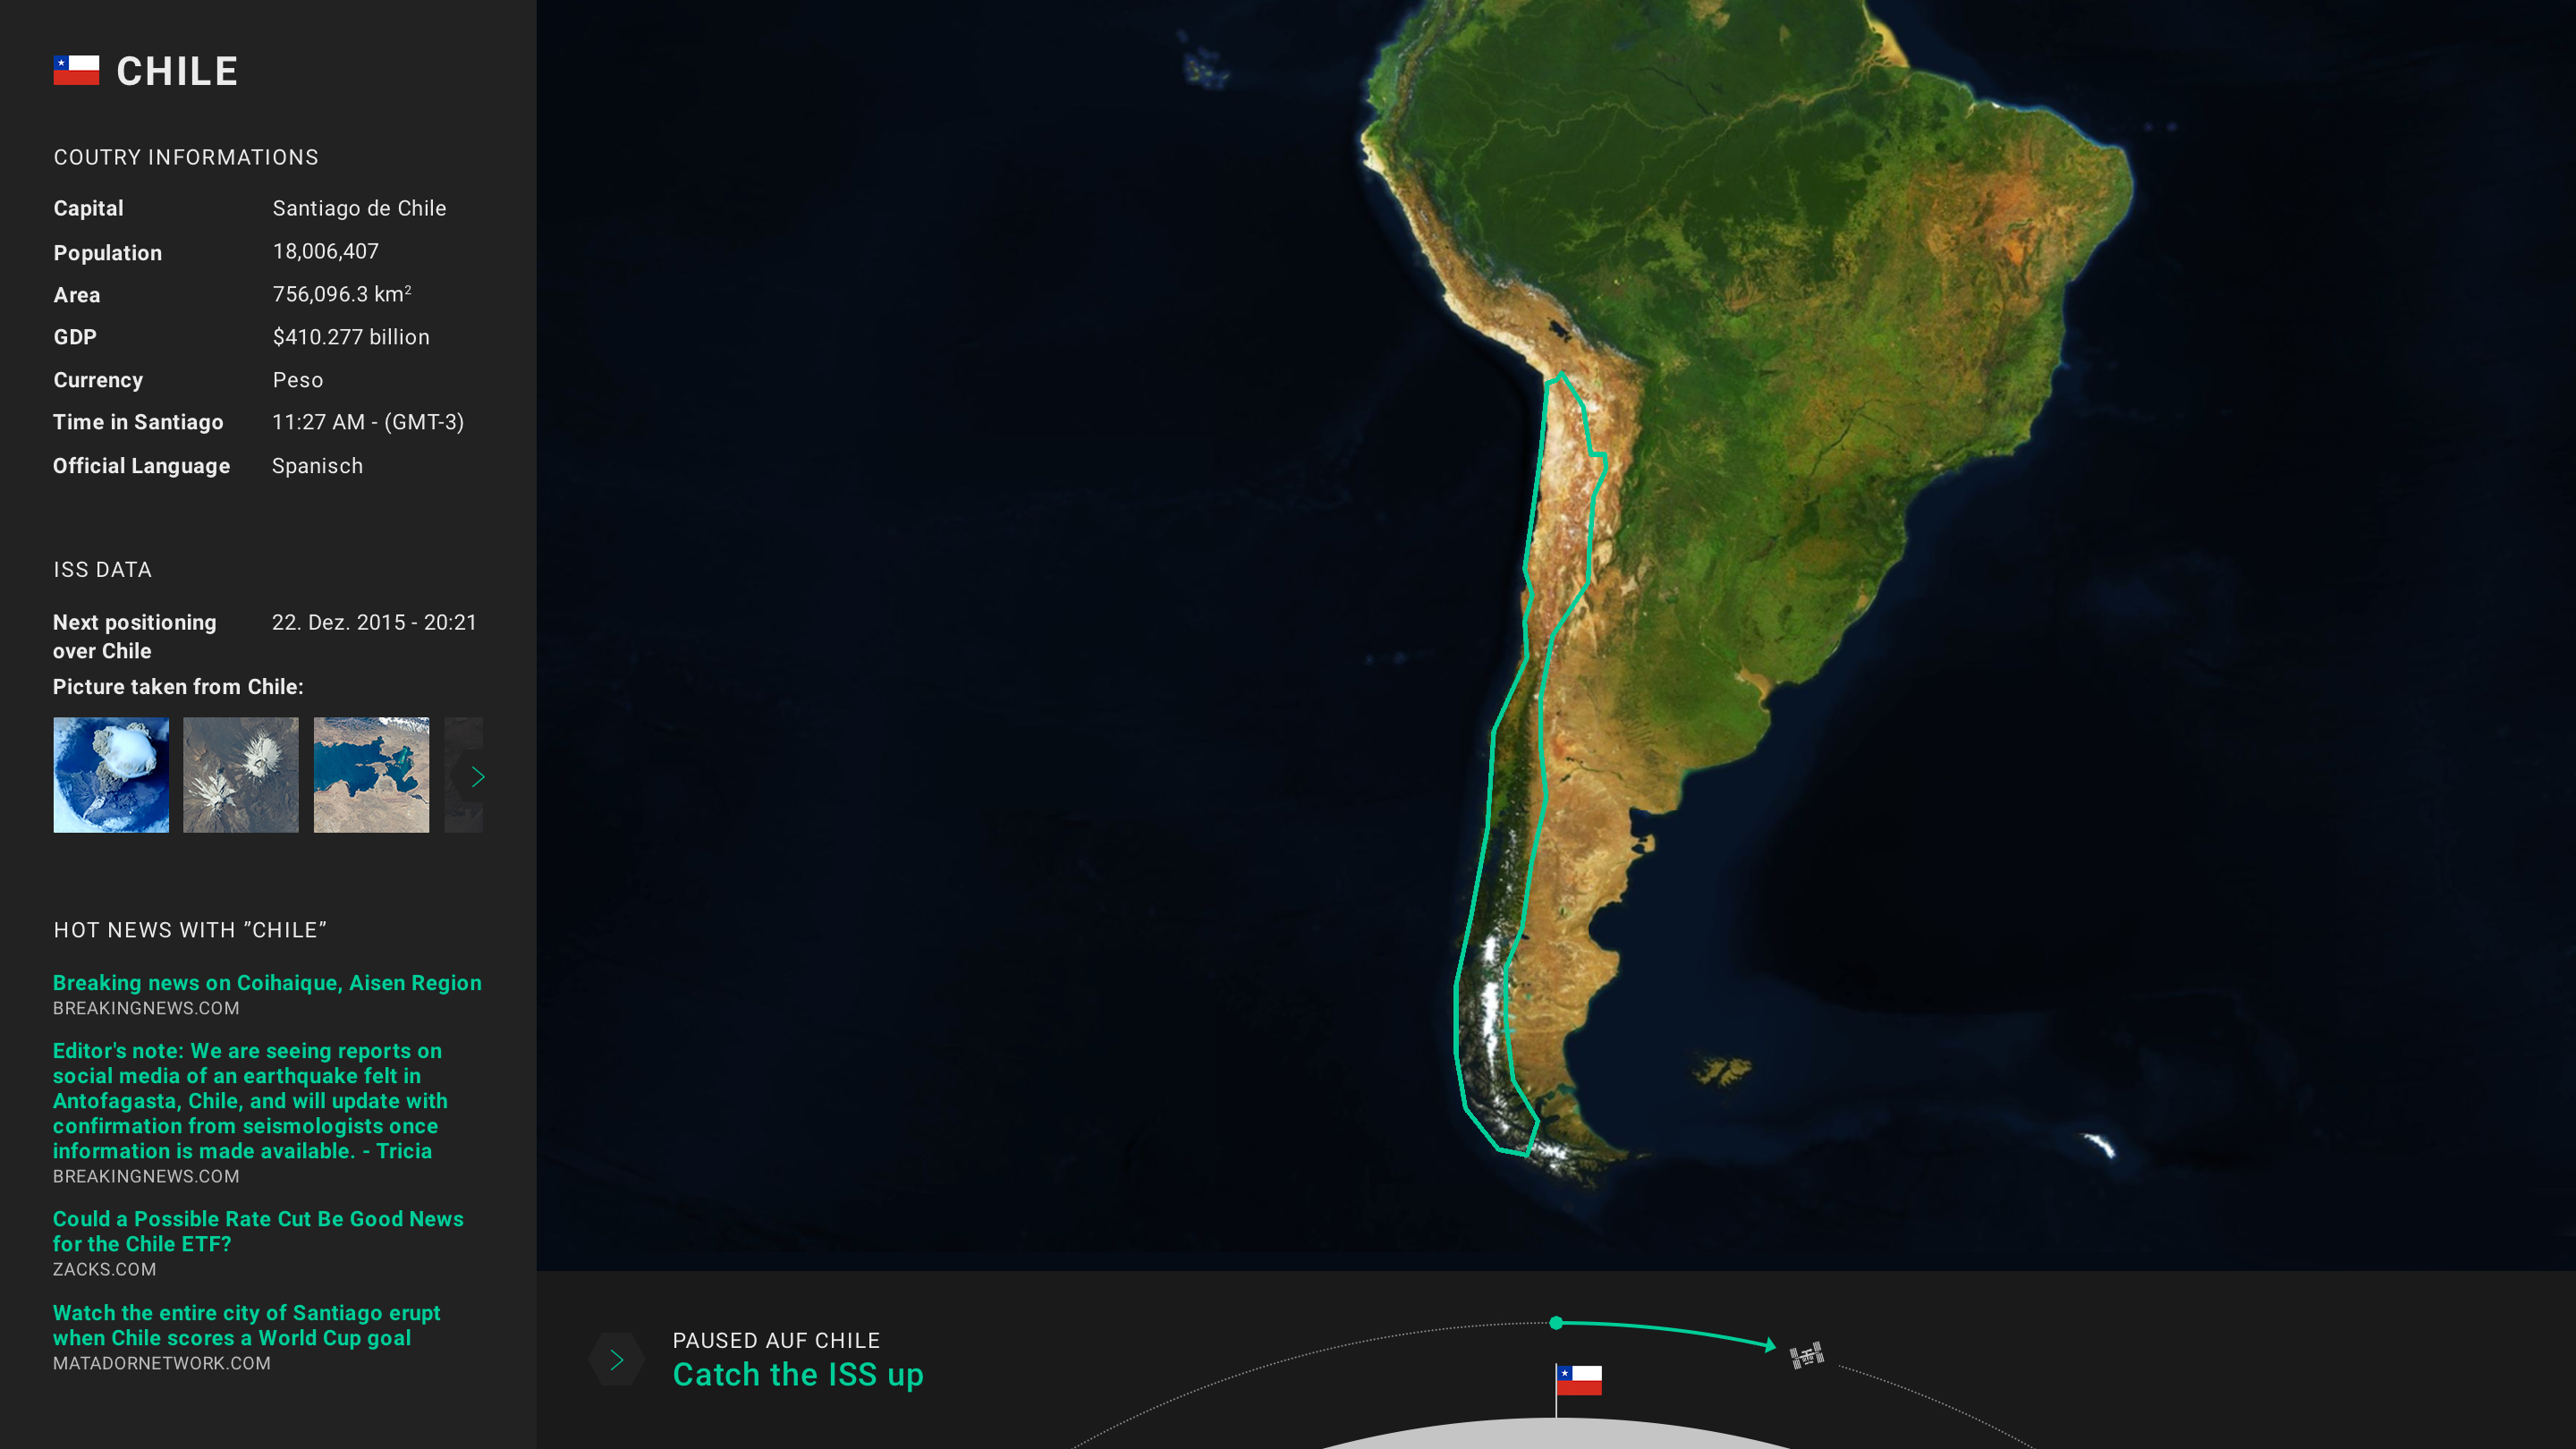 CHILE
COUTRY INFORMATIONS
Capital Santiago de Chile
Population 18,006,407
Area 756,096.3 km²
GDP $410.277 billion
Currency Peso
Time in Santiago 11:27 AM - (GMT-3)
Official Language Spanisch
ISS DATA
Next positioning 22. Dez. 2015 - 20:21
over Chile
Picture taken from Chile:
HOT NEWS WITH ”CHILE”
Breaking news on Coihaique, Aisen Region
BREAKINGNEWS.COM
Editor's note: We are seeing reports on
social media of an earthquake felt in
Antofagasta, Chile, and will update with
confirmation from seismologists once
information is made available. - Tricia
BREAKINGNEWS.COM
Could a Possible Rate Cut Be Good News
for the Chile ETF?
ZACKS.COM
Watch the entire city of Santiago erupt
when Chile scores a World Cup goal
MATADORNETWORK.COM
PAUSED AUF CHILE
Catch the ISS up